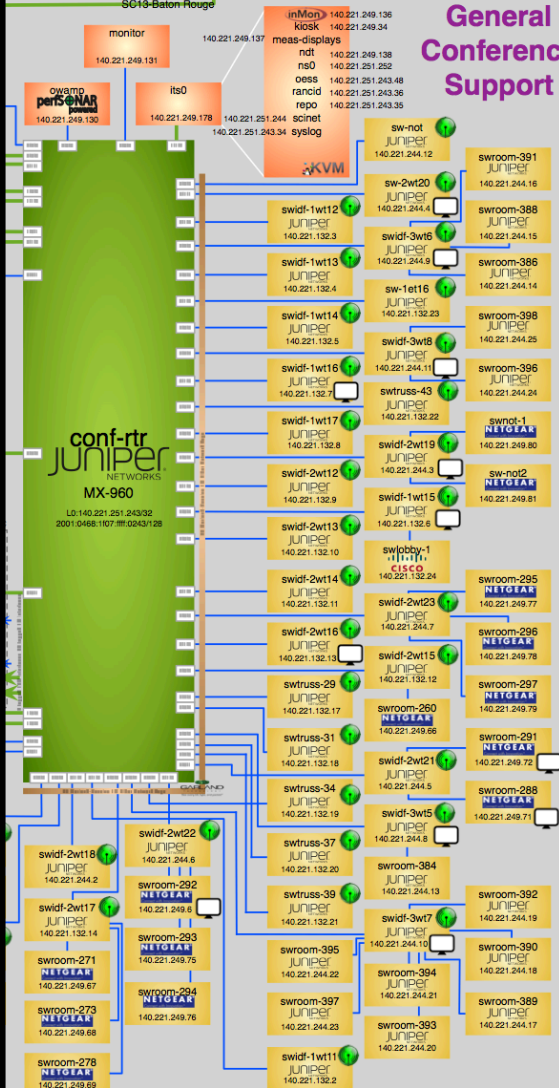 SC13-Baton Rouge
General
Conferenc
Support
monitor
140.221.249.131
owamp
perfSONAR
powered
140.221.249.130
its0
140.221.249.178
inMon 140.221.249.136
kiosk 140.221.249.34
140.221.249.137 meas-displays
ndt 140.221.249.138
ns0 140.221.251.252
oess 140.221.251.243.48
rancid 140.221.251.243.36
repo 140.221.251.243.35
140.221.251.244 scinet
140.221.251.243.34 syslog
KVM
conf-rtr
JUNIPER
NETWORKS
MX-960
L0:140.221.251.243/32
2001:0468:1f07:ffff:0243/128
GARLAND
swidf-1wt12
JUNIPER
140.221.132.3
swidf-1wt13
JUNIPER
140.221.132.4
swidf-1wt14
JUNIPER
140.221.132.5
swidf-1wt16
JUNIPER
140.221.132.7
swidf-1wt17
JUNIPER
140.221.132.8
swidf-2wt12
JUNIPER
140.221.132.9
swidf-2wt13
JUNIPER
140.221.132.10
swidf-2wt14
JUNIPER
140.221.132.11
swidf-2wt16
JUNIPER
140.221.132.13
swtruss-29
JUNIPER
140.221.132.17
swtruss-31
JUNIPER
140.221.132.18
swtruss-34
JUNIPER
140.221.132.19
swtruss-37
JUNIPER
140.221.132.20
swtruss-39
JUNIPER
140.221.132.21
swroom-395
JUNIPER
140.221.244.22
swroom-397
JUNIPER
140.221.244.23
swidf-1wt11
JUNIPER
140.221.132.2
sw-not
JUNIPER
140.221.244.12
sw-2wt20
JUNIPER
140.221.244.4
swidf-3wt6
JUNIPER
140.221.244.9
sw-1et16
JUNIPER
140.221.132.23
swidf-3wt8
JUNIPER
140.221.244.11
swtruss-43
JUNIPER
140.221.132.22
swidf-2wt19
JUNIPER
140.221.244.3
swidf-1wt15
JUNIPER
140.221.132.6
swlobby-1
CISCO
140.221.132.24
swidf-2wt23
JUNIPER
140.221.244.7
swidf-2wt15
JUNIPER
140.221.132.12
swroom-260
NETGEAR
140.221.249.66
swidf-2wt21
JUNIPER
140.221.244.5
swidf-3wt5
JUNIPER
140.221.244.8
swroom-384
JUNIPER
140.221.244.13
swidf-3wt7
JUNIPER
140.221.244.10
swroom-394
JUNIPER
140.221.244.21
swroom-393
JUNIPER
140.221.244.20
swroom-391
JUNIPER
140.221.244.16
swroom-388
JUNIPER
140.221.244.15
swroom-386
JUNIPER
140.221.244.14
swroom-398
JUNIPER
140.221.244.25
swroom-396
JUNIPER
140.221.244.24
swnot-1
NETGEAR
140.221.249.80
sw-not2
NETGEAR
140.221.249.81
swroom-295
NETGEAR
140.221.249.77
swroom-296
NETGEAR
140.221.249.78
swroom-297
NETGEAR
140.221.249.79
swroom-291
NETGEAR
140.221.249.72
swroom-288
NETGEAR
140.221.249.71
swroom-392
JUNIPER
140.221.244.19
swroom-390
JUNIPER
140.221.244.18
swroom-389
JUNIPER
140.221.244.17
swidf-2wt18
JUNIPER
140.221.244.2
swidf-2wt17
JUNIPER
140.221.132.14
swroom-271
NETGEAR
140.221.249.67
swroom-273
NETGEAR
140.221.249.68
swroom-278
NETGEAR
140.221.249.69
swidf-2wt22
JUNIPER
140.221.244.6
swroom-292
NETGEAR
140.221.249.6
swroom-293
NETGEAR
140.221.249.75
swroom-294
NETGEAR
140.221.249.76